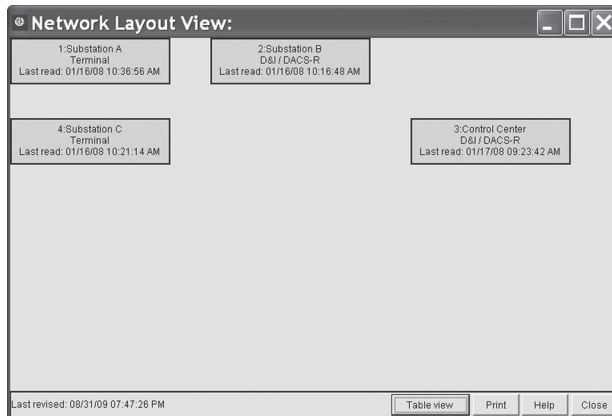 Network Layout View:
1:Substation A
Terminal
Last read: 01/16/08 10:36:56 AM
2:Substation B
D&I / DACS-R
Last read: 01/16/08 10:16:48 AM
4:Substation C
Terminal
Last read: 01/16/08 10:21:14 AM
3:Control Center
D&I / DACS-R
Last read: 01/17/08 09:23:42 AM
Last revised: 08/31/09 07:47:26 PM
Table view
Print
Help
Close